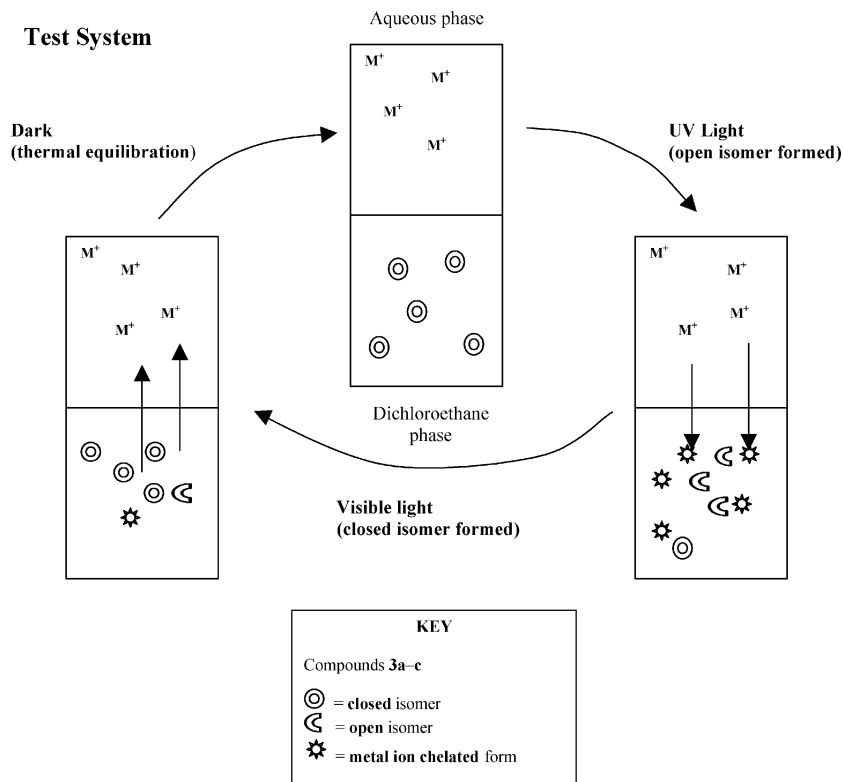 Test System
Aqueous phase
M+
M+
M+
M+
Dark
(thermal equilibration)
UV Light
(open isomer formed)
M+
M+
M+
M+
M+
M+
M+
M+
Dichloroethane
phase
Visible light
(closed isomer formed)
KEY
Compounds 3a–c
= closed isomer
= open isomer
= metal ion chelated form